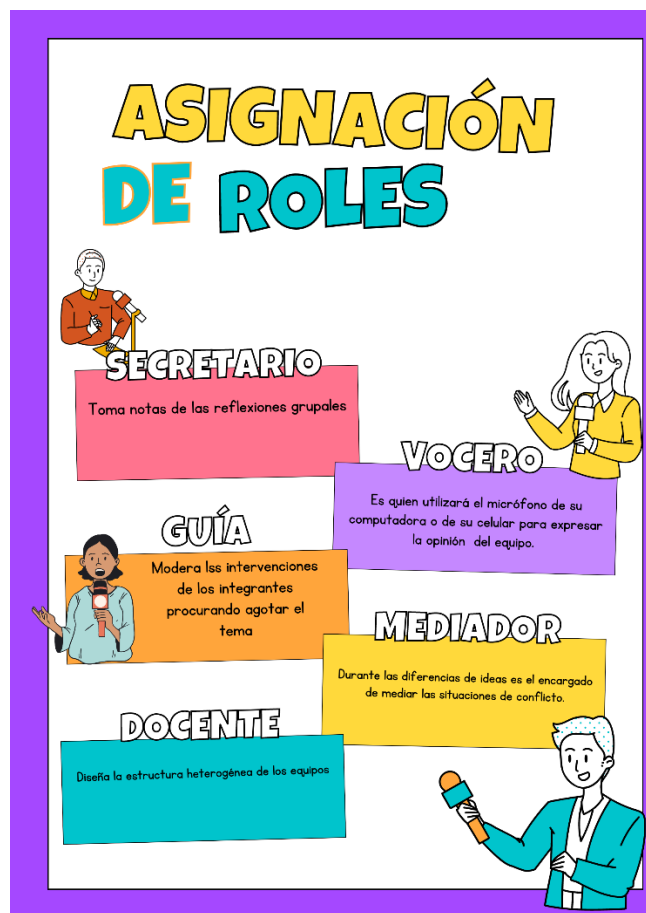 ASIGNACIÓN
DE ROLES
SECRETARIO
Toma notas de las reflexiones grupales
VOCERO
Es quien utilizará el micrófono de su
computadora o de su celular para expresar
la opinión del equipo.
GUÍA
Modera lss intervenciones
de los integrantes
procurando agotar el
tema
MEDIADOR
Durante las diferencias de ideas es el encargado
de mediar las situaciones de conflicto.
DOCENTE
Diseña la estructura heterogénea de los equipos